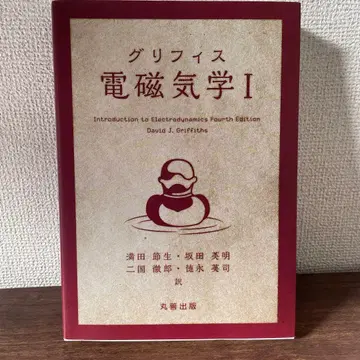 グリフィス
電磁気学 I
Introduction to Electrodynamics Fourth Edition
David J. Griffiths
満田 節生・坂田 英明
二国 徹郎・徳永 英司
訳
丸善出版